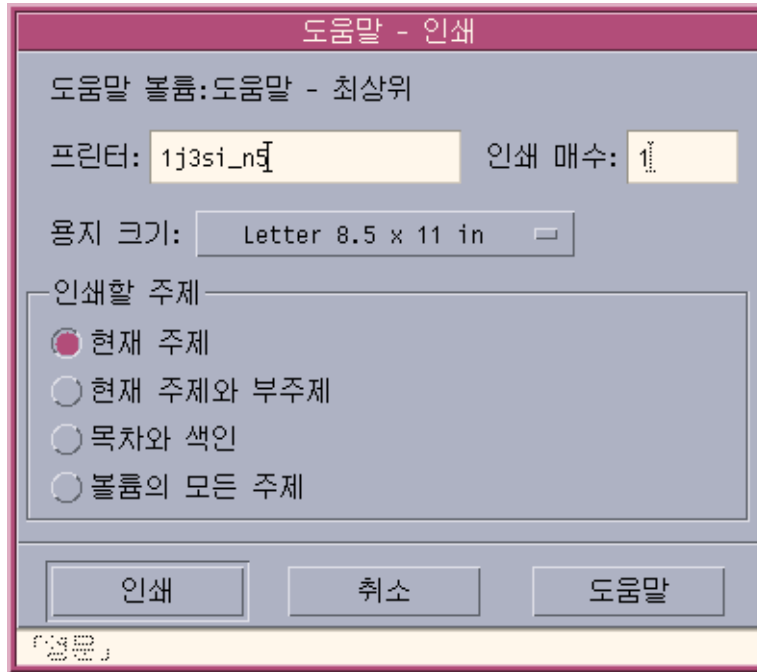 도움말 - 인쇄
도움말 볼륨:도움말 - 최상위
프린터: 1j3si_n5 인쇄 매수: 1
용지 크기: Letter 8.5 x 11 in
인쇄할 주제
현재 주제
현재 주제와 부주제
목차와 색인
볼륨의 모든 주제
인쇄 취소 도움말
「영문」